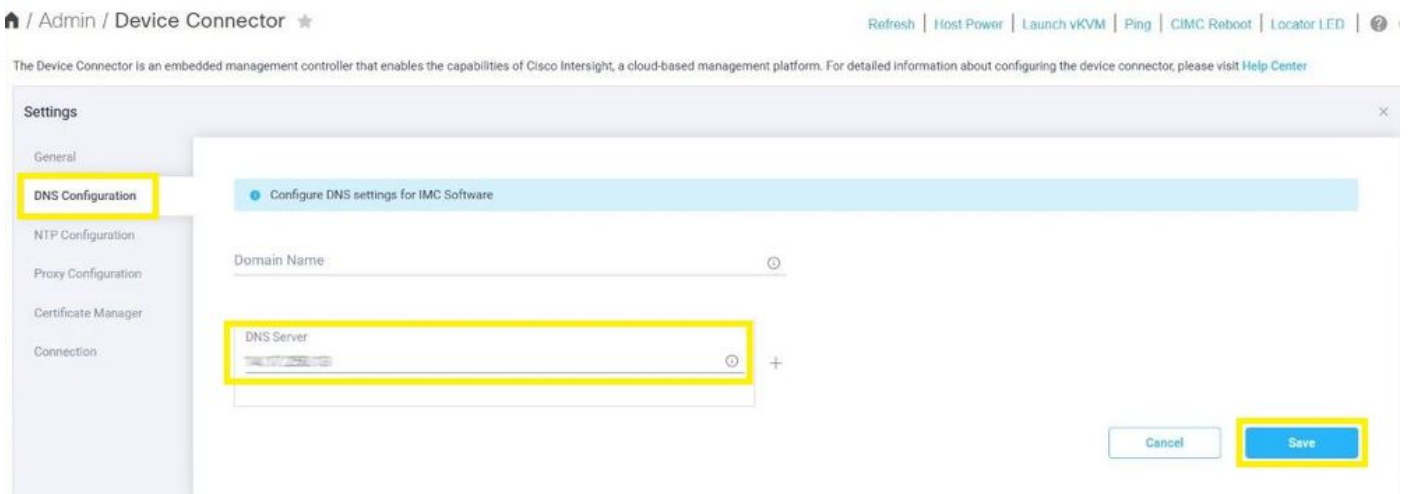 / Admin / Device Connector
Refresh | Host Power | Launch vKVM | Ping | CIMC Reboot | Locator LED |
The Device Connector is an embedded management controller that enables the capabilities of Cisco Intersight, a cloud-based management platform. For detailed information about configuring the device connector, please visit Help Center
Settings
General
DNS Configuration
Configure DNS settings for IMC Software
NTP Configuration
Domain Name
Proxy Configuration
Certificate Manager
DNS Server
Connection
Cancel
Save